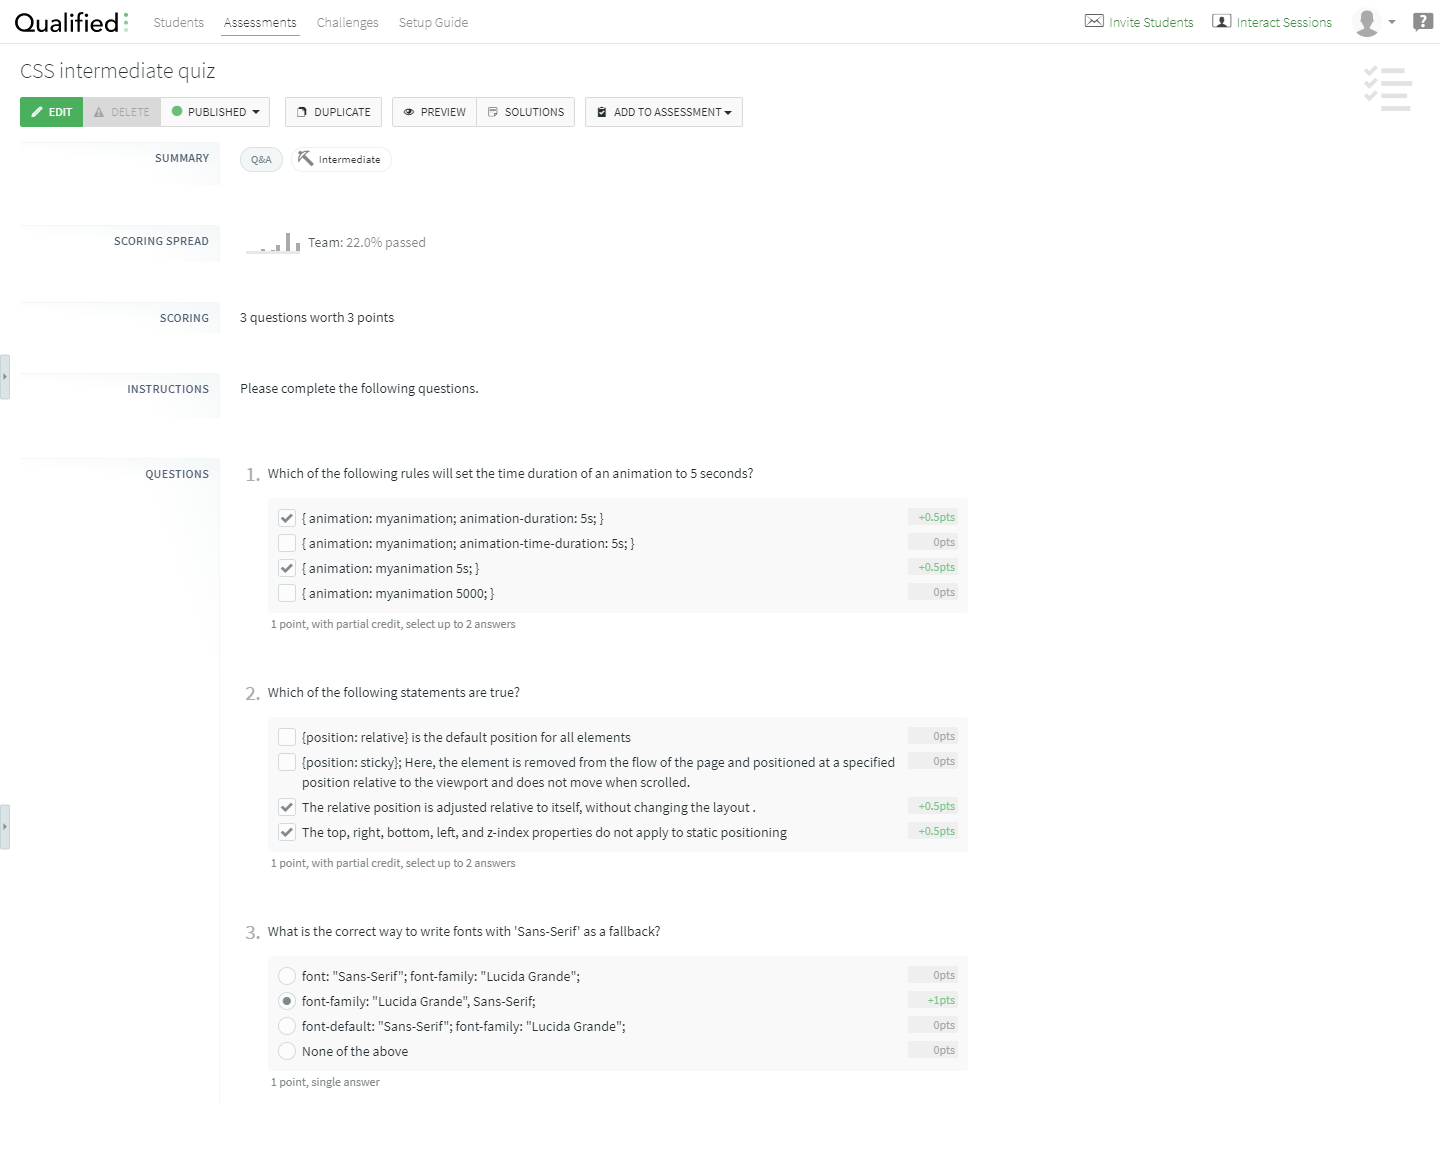 Qualified
Students Assessments Challenges Setup Guide
Invite Students Interact Sessions
CSS intermediate quiz
EDIT DELETE PUBLISHED DUPLICATE PREVIEW SOLUTIONS ADD TO ASSESSMENT
SUMMARY
Q&A Intermediate
SCORING SPREAD
Team: 22.0% passed
SCORING
3 questions worth 3 points
INSTRUCTIONS
Please complete the following questions.
QUESTIONS
1. Which of the following rules will set the time duration of an animation to 5 seconds?
{ animation: myanimation; animation-duration: 5s; } +0.5pts
{ animation: myanimation; animation-time-duration: 5s; } 0pts
{ animation: myanimation 5s; } +0.5pts
{ animation: myanimation 5000; } 0pts
1 point, with partial credit, select up to 2 answers
2. Which of the following statements are true?
{position: relative} is the default position for all elements 0pts
{position: sticky}; Here, the element is removed from the flow of the page and positioned at a specified 0pts
position relative to the viewport and does not move when scrolled.
The relative position is adjusted relative to itself, without changing the layout . +0.5pts
The top, right, bottom, left, and z-index properties do not apply to static positioning +0.5pts
1 point, with partial credit, select up to 2 answers
3. What is the correct way to write fonts with 'Sans-Serif' as a fallback?
font: "Sans-Serif"; font-family: "Lucida Grande"; 0pts
font-family: "Lucida Grande", Sans-Serif; +1pts
font-default: "Sans-Serif"; font-family: "Lucida Grande"; 0pts
None of the above 0pts
1 point, single answer